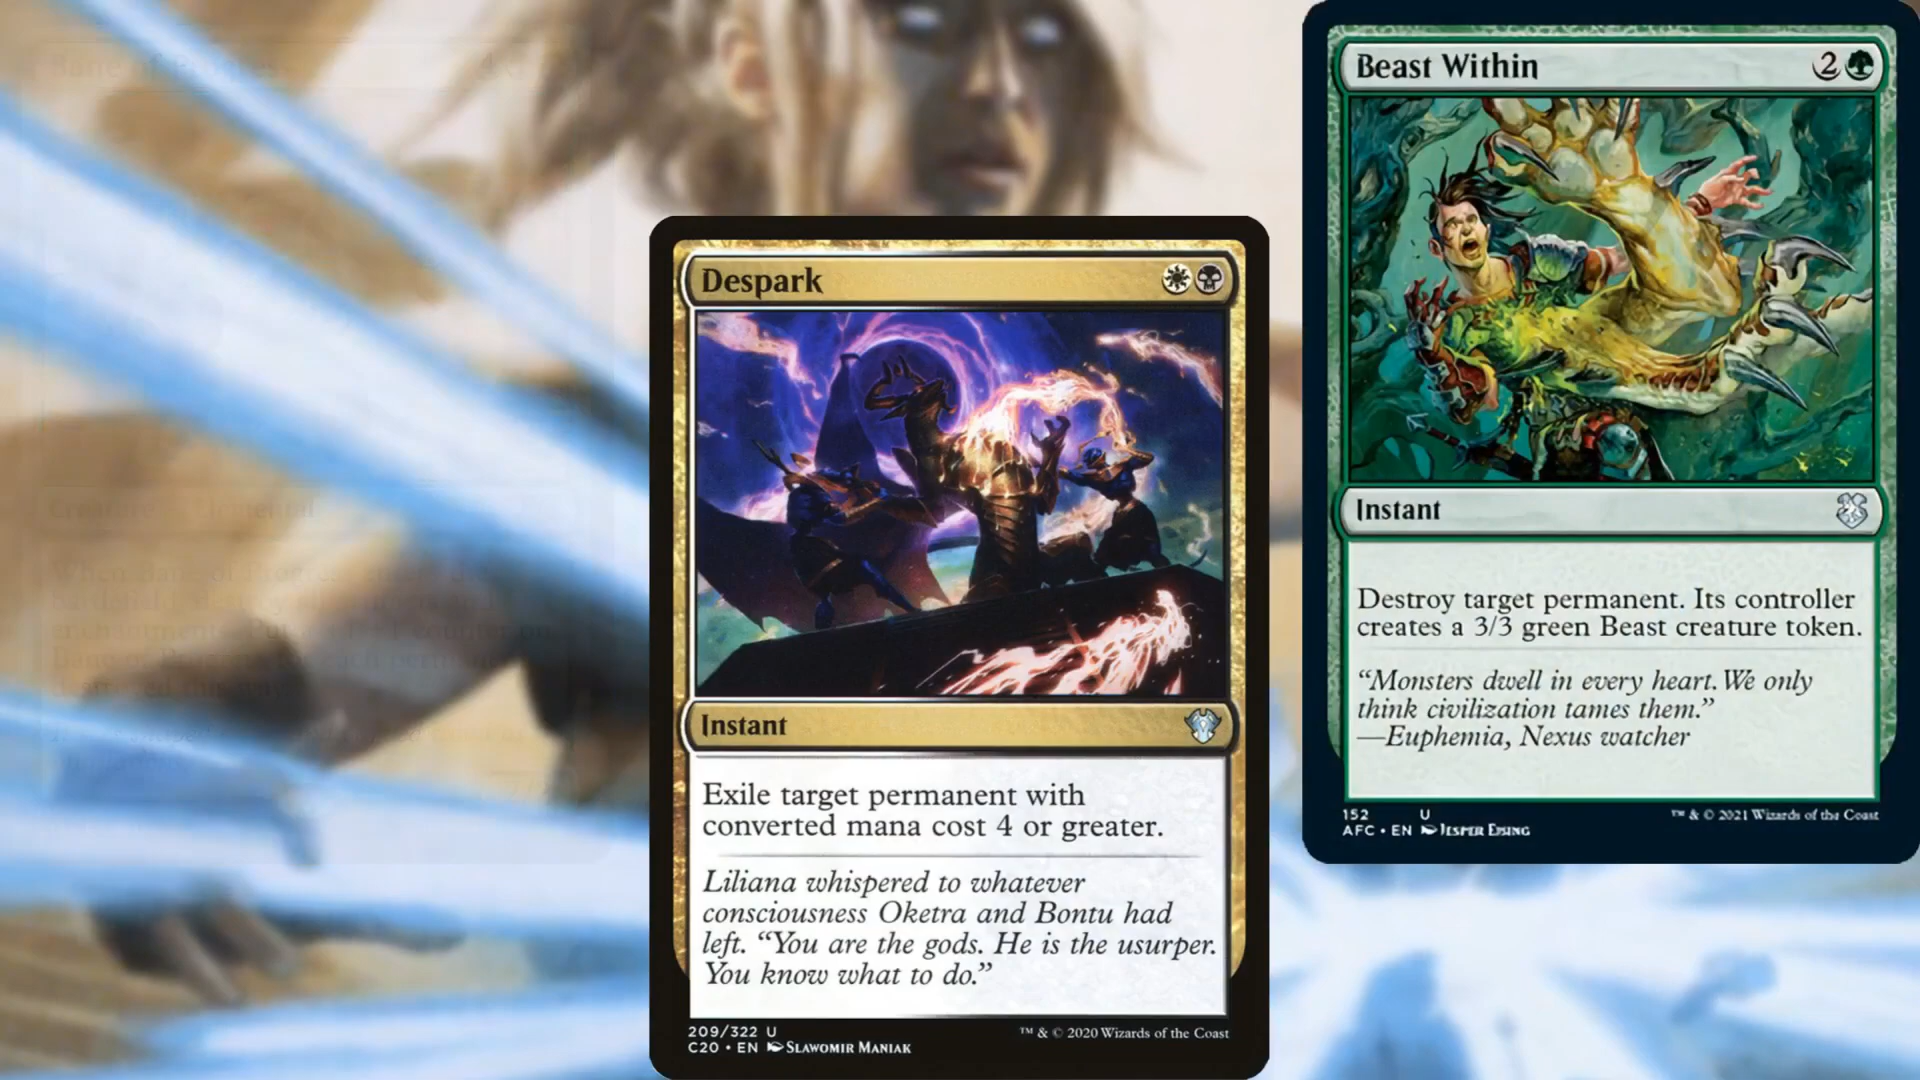 Despark
Instant
Exile target permanent with
converted mana cost 4 or greater.
Liliana whispered to whatever
consciousness Oketra and Bontu had
left. “You are the gods. He is the usurper.
You know what to do.”
209/322 U
C20 • EN SLAWOMIR MANIAK
™ & © 2020 Wizards of the Coast
Beast Within
2
Instant
Destroy target permanent. Its controller
creates a 3/3 green Beast creature token.
“Monsters dwell in every heart. We only
think civilization tames them.”
—Euphemia, Nexus watcher
152 U
AFC • EN JESPER EJSING
™ & © 2021 Wizards of the Coast